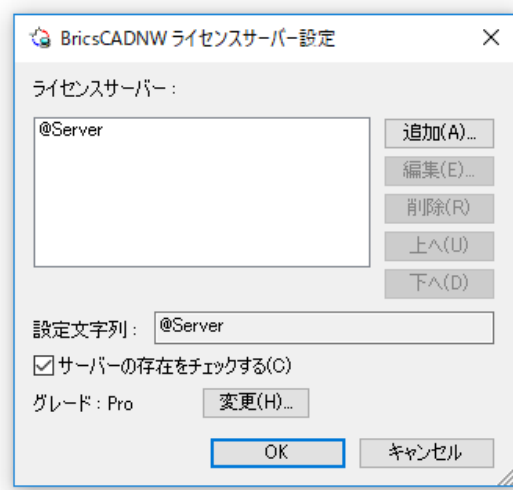 BricsCADNW ライセンスサーバー設定
ライセンスサーバー :
@Server
追加(A)...
編集(E)...
削除(R)
上へ(U)
下へ(D)
設定文字列 : @Server
サーバーの存在をチェックする(C)
グレード : Pro 変更(H)...
OK キャンセル